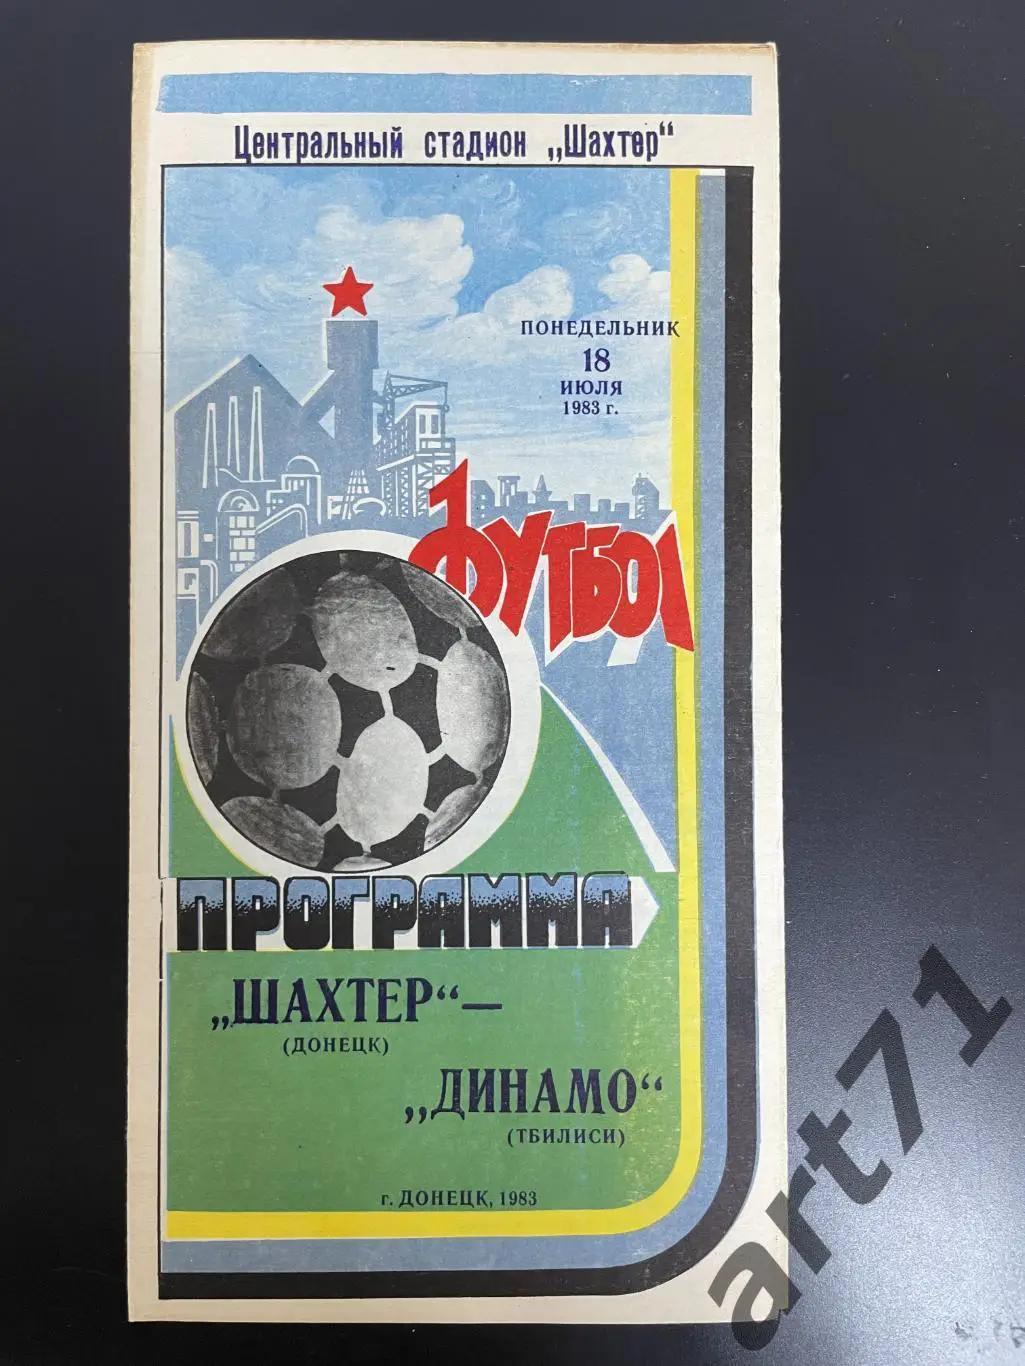 Центральный стадион „Шахтер“
ПОНЕДЕЛЬНИК
18
ИЮЛЯ
1983 г.
ФУТБОЛ
ПРОГРАММА
„ШАХТЕР“ –
(ДОНЕЦК)
„ДИНАМО“
(ТБИЛИСИ)
г. ДОНЕЦК, 1983
art71